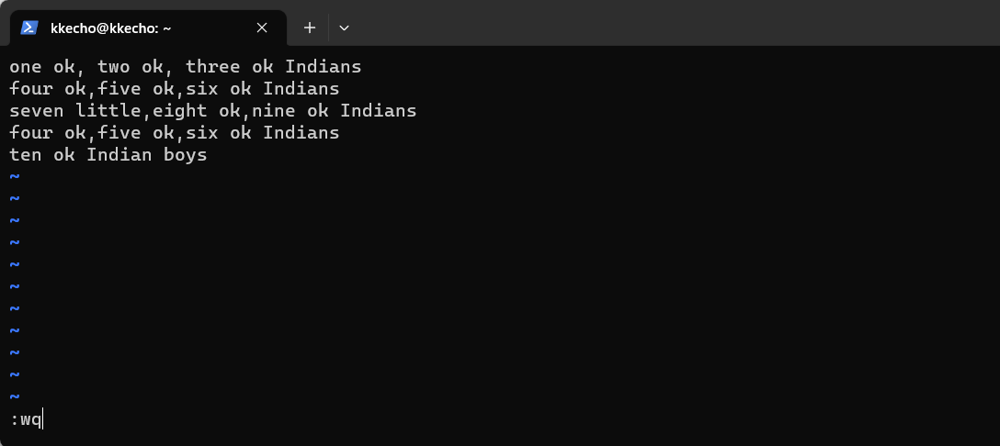 kkecho@kkecho: ~
one ok, two ok, three ok Indians
four ok,five ok,six ok Indians
seven little,eight ok,nine ok Indians
four ok,five ok,six ok Indians
ten ok Indian boys
~
~
~
~
~
~
~
~
~
~
~
:wq